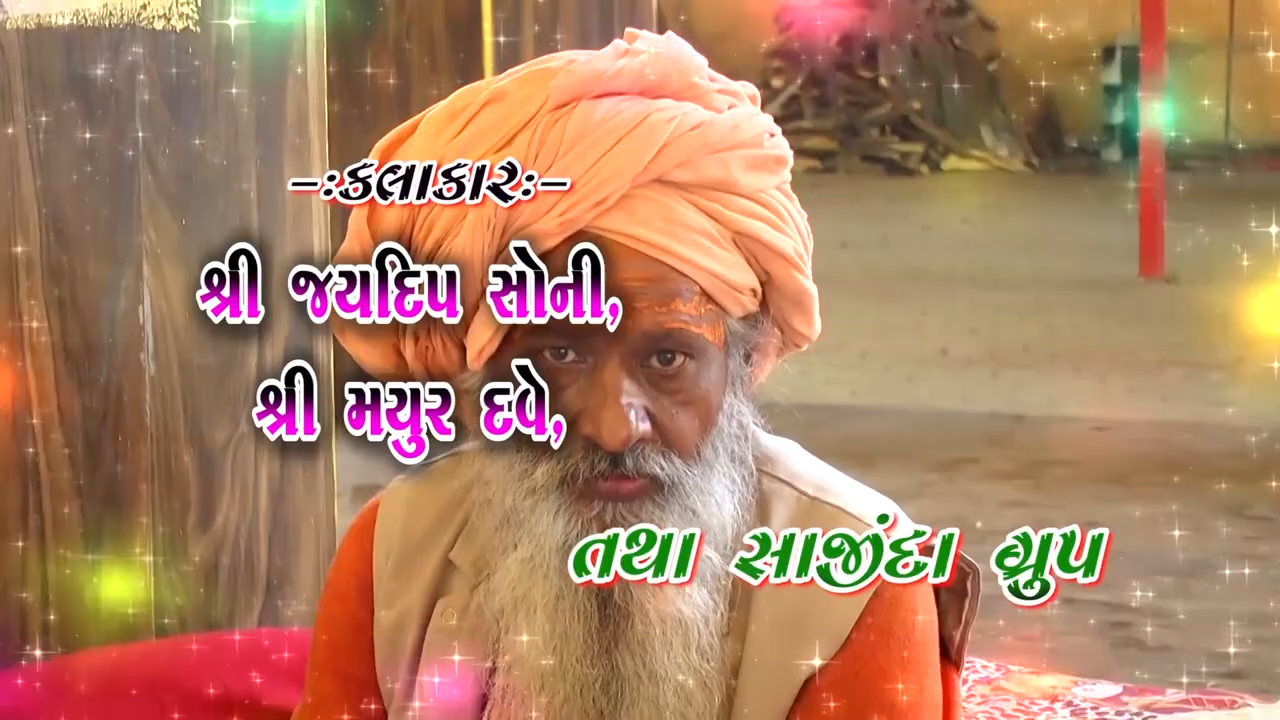 -:કલાકાર:-
શ્રી જયદિપ સોની,
શ્રી મયુર દવે,
તથા સાજીંદા ગ્રુપ